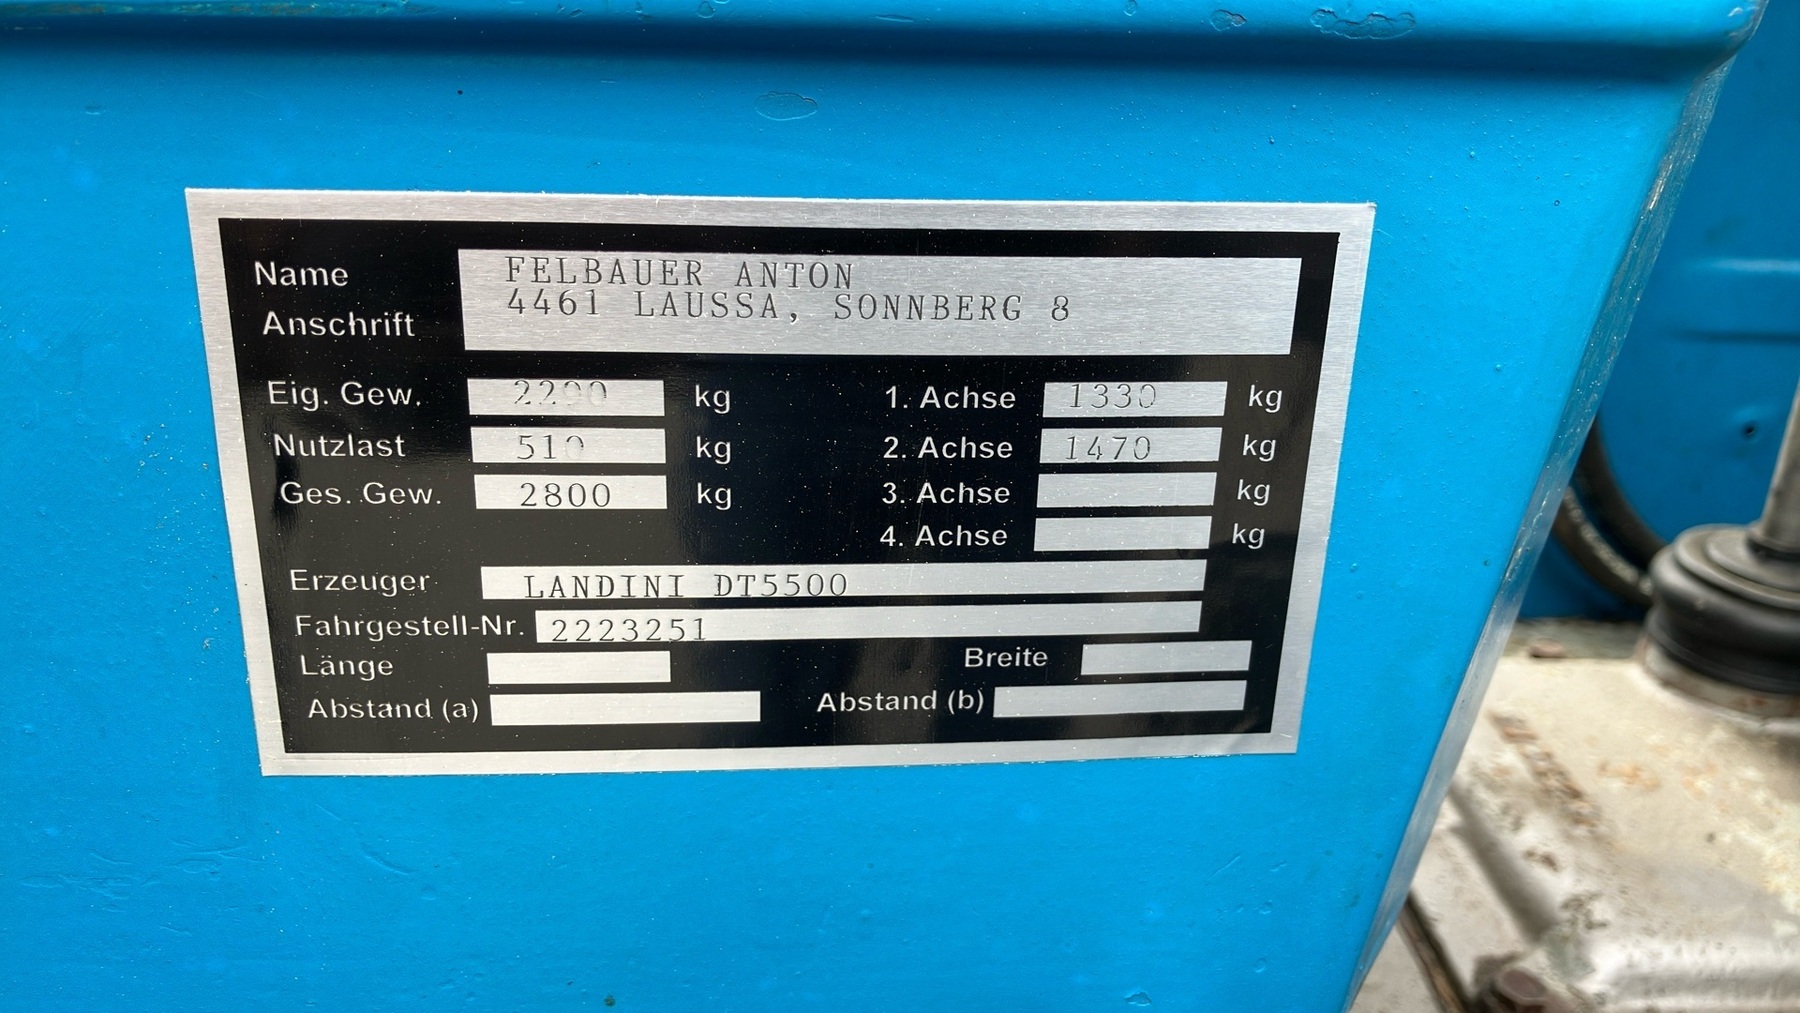 Name FELBAUER ANTON
Anschrift 4461 LAUSSA, SONNBERG 8
Eig. Gew. 2290 kg 1. Achse 1330 kg
Nutzlast 510 kg 2. Achse 1470 kg
Ges. Gew. 2800 kg 3. Achse kg
4. Achse kg
Erzeuger LANDINI DT5500
Fahrgestell-Nr. 2223251
Länge Breite
Abstand (a) Abstand (b)